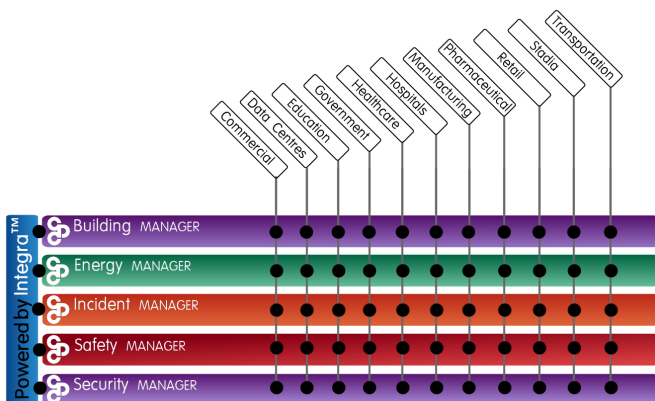 Commercial
Data Centres
Education
Government
Healthcare
Hospitals
Manufacturing
Pharmaceutical
Retail
Stadia
Transportation
Powered by Integra™
Building MANAGER
Energy MANAGER
Incident MANAGER
Safety MANAGER
Security MANAGER